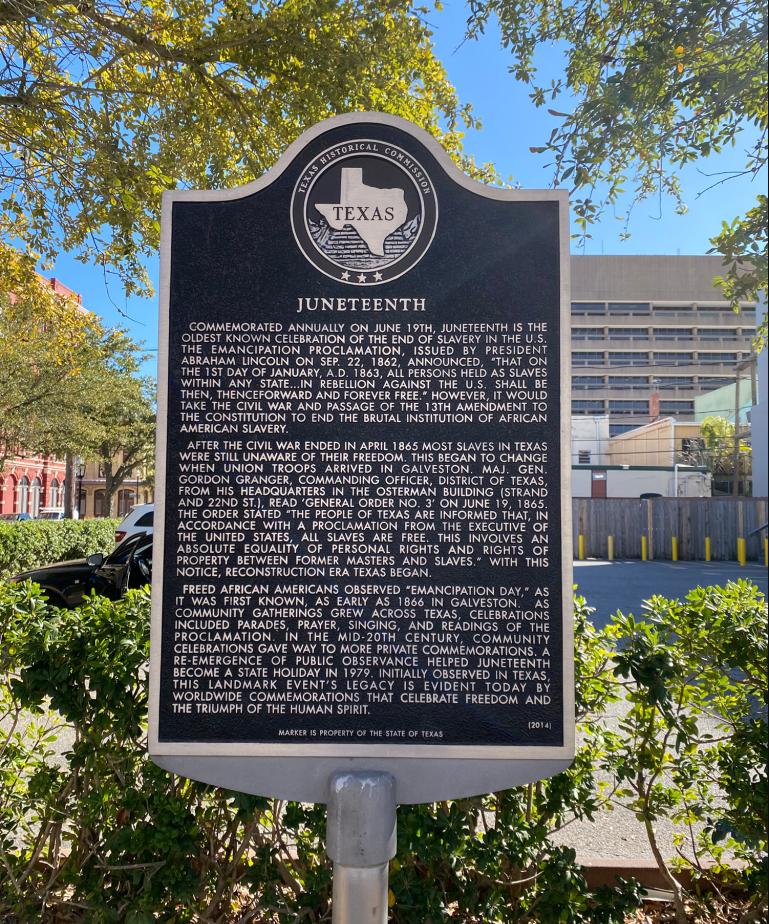 TEXAS HISTORICAL COMMISSION
TEXAS
JUNETEENTH
COMMEMORATED ANNUALLY ON JUNE 19TH, JUNETEENTH IS THE
OLDEST KNOWN CELEBRATION OF THE END OF SLAVERY IN THE U.S.
THE EMANCIPATION PROCLAMATION, ISSUED BY PRESIDENT
ABRAHAM LINCOLN ON SEP. 22, 1862, ANNOUNCED, "THAT ON
THE 1ST DAY OF JANUARY, A.D. 1863, ALL PERSONS HELD AS SLAVES
WITHIN ANY STATE...IN REBELLION AGAINST THE U.S. SHALL BE
THEN, THENCEFORWARD AND FOREVER FREE." HOWEVER, IT WOULD
TAKE THE CIVIL WAR AND PASSAGE OF THE 13TH AMENDMENT TO
THE CONSTITUTION TO END THE BRUTAL INSTITUTION OF AFRICAN
AMERICAN SLAVERY.
AFTER THE CIVIL WAR ENDED IN APRIL 1865 MOST SLAVES IN TEXAS
WERE STILL UNAWARE OF THEIR FREEDOM. THIS BEGAN TO CHANGE
WHEN UNION TROOPS ARRIVED IN GALVESTON. MAJ. GEN.
GORDON GRANGER, COMMANDING OFFICER, DISTRICT OF TEXAS,
FROM HIS HEADQUARTERS IN THE OSTERMAN BUILDING (STRAND
AND 22ND ST.), READ 'GENERAL ORDER NO. 3' ON JUNE 19, 1865.
THE ORDER STATED "THE PEOPLE OF TEXAS ARE INFORMED THAT, IN
ACCORDANCE WITH A PROCLAMATION FROM THE EXECUTIVE OF
THE UNITED STATES, ALL SLAVES ARE FREE. THIS INVOLVES AN
ABSOLUTE EQUALITY OF PERSONAL RIGHTS AND RIGHTS OF
PROPERTY BETWEEN FORMER MASTERS AND SLAVES." WITH THIS
NOTICE, RECONSTRUCTION ERA TEXAS BEGAN.
FREED AFRICAN AMERICANS OBSERVED "EMANCIPATION DAY," AS
IT WAS FIRST KNOWN, AS EARLY AS 1866 IN GALVESTON. AS
COMMUNITY GATHERINGS GREW ACROSS TEXAS, CELEBRATIONS
INCLUDED PARADES, PRAYER, SINGING, AND READINGS OF THE
PROCLAMATION. IN THE MID-20TH CENTURY, COMMUNITY
CELEBRATIONS GAVE WAY TO MORE PRIVATE COMMEMORATIONS. A
RE-EMERGENCE OF PUBLIC OBSERVANCE HELPED JUNETEENTH
BECOME A STATE HOLIDAY IN 1979. INITIALLY OBSERVED IN TEXAS,
THIS LANDMARK EVENT'S LEGACY IS EVIDENT TODAY BY
WORLDWIDE COMMEMORATIONS THAT CELEBRATE FREEDOM AND
THE TRIUMPH OF THE HUMAN SPIRIT.
(2014)
MARKER IS PROPERTY OF THE STATE OF TEXAS